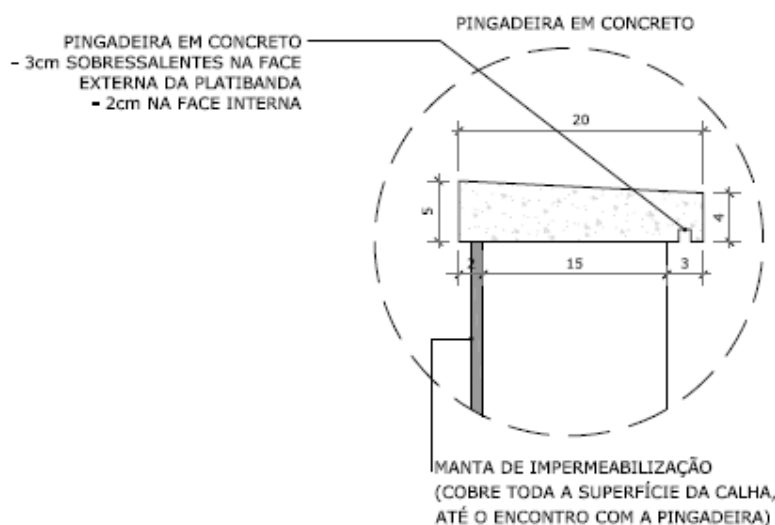 PINGADEIRA EM CONCRETO
PINGADEIRA EM CONCRETO
- 3cm SOBRESSALENTES NA FACE
EXTERNA DA PLATIBANDA
- 2cm NA FACE INTERNA
20
5
4
2
15
3
MANTA DE IMPERMEABILIZAÇÃO
(COBRE TODA A SUPERFÍCIE DA CALHA,
ATÉ O ENCONTRO COM A PINGADEIRA)